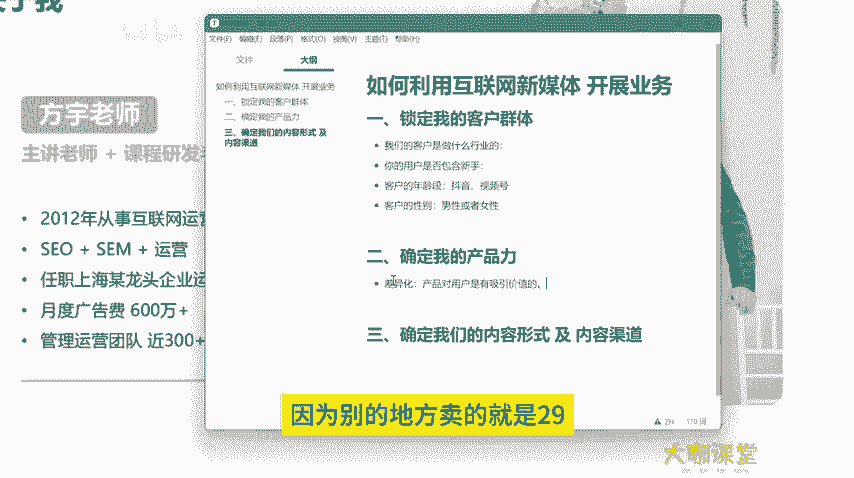 方宇老师
主讲老师 + 课程研发
• 2012年从事互联网运营
• SEO + SEM + 运营
• 任职上海某龙头企业运
• 月度广告费 600万+
• 管理运营团队 近300+
文件(F) 编辑(E) 段落(P) 格式(O) 视图(V) 主题(T) 帮助(H)
文件 大纲
如何利用互联网新媒体 开展业务
一、锁定我的客户群体
二、确定我的产品力
三、确定我们的内容形式 及
内容渠道
如何利用互联网新媒体 开展业务
一、锁定我的客户群体
• 我们的客户是做什么行业的：
• 你的用户是否包含新手：
• 客户的年龄段：抖音、视频号
• 客户的性别：男性或者女性
二、确定我的产品力
• 差异化：产品对用户是有吸引价值的、
三、确定我们的内容形式 及 内容渠道
因为别的地方卖的就是29
大咖课堂